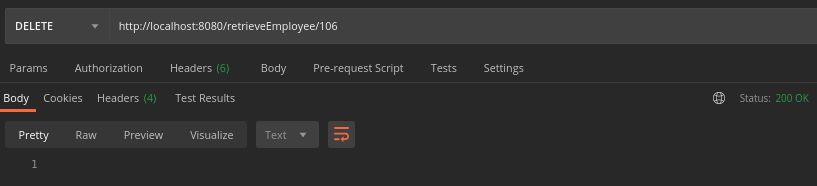 DELETE http://localhost:8080/retrieveEmployee/106
Params Authorization Headers (6) Body Pre-request Script Tests Settings
Body Cookies Headers (4) Test Results Status: 200 OK
Pretty Raw Preview Visualize Text
1